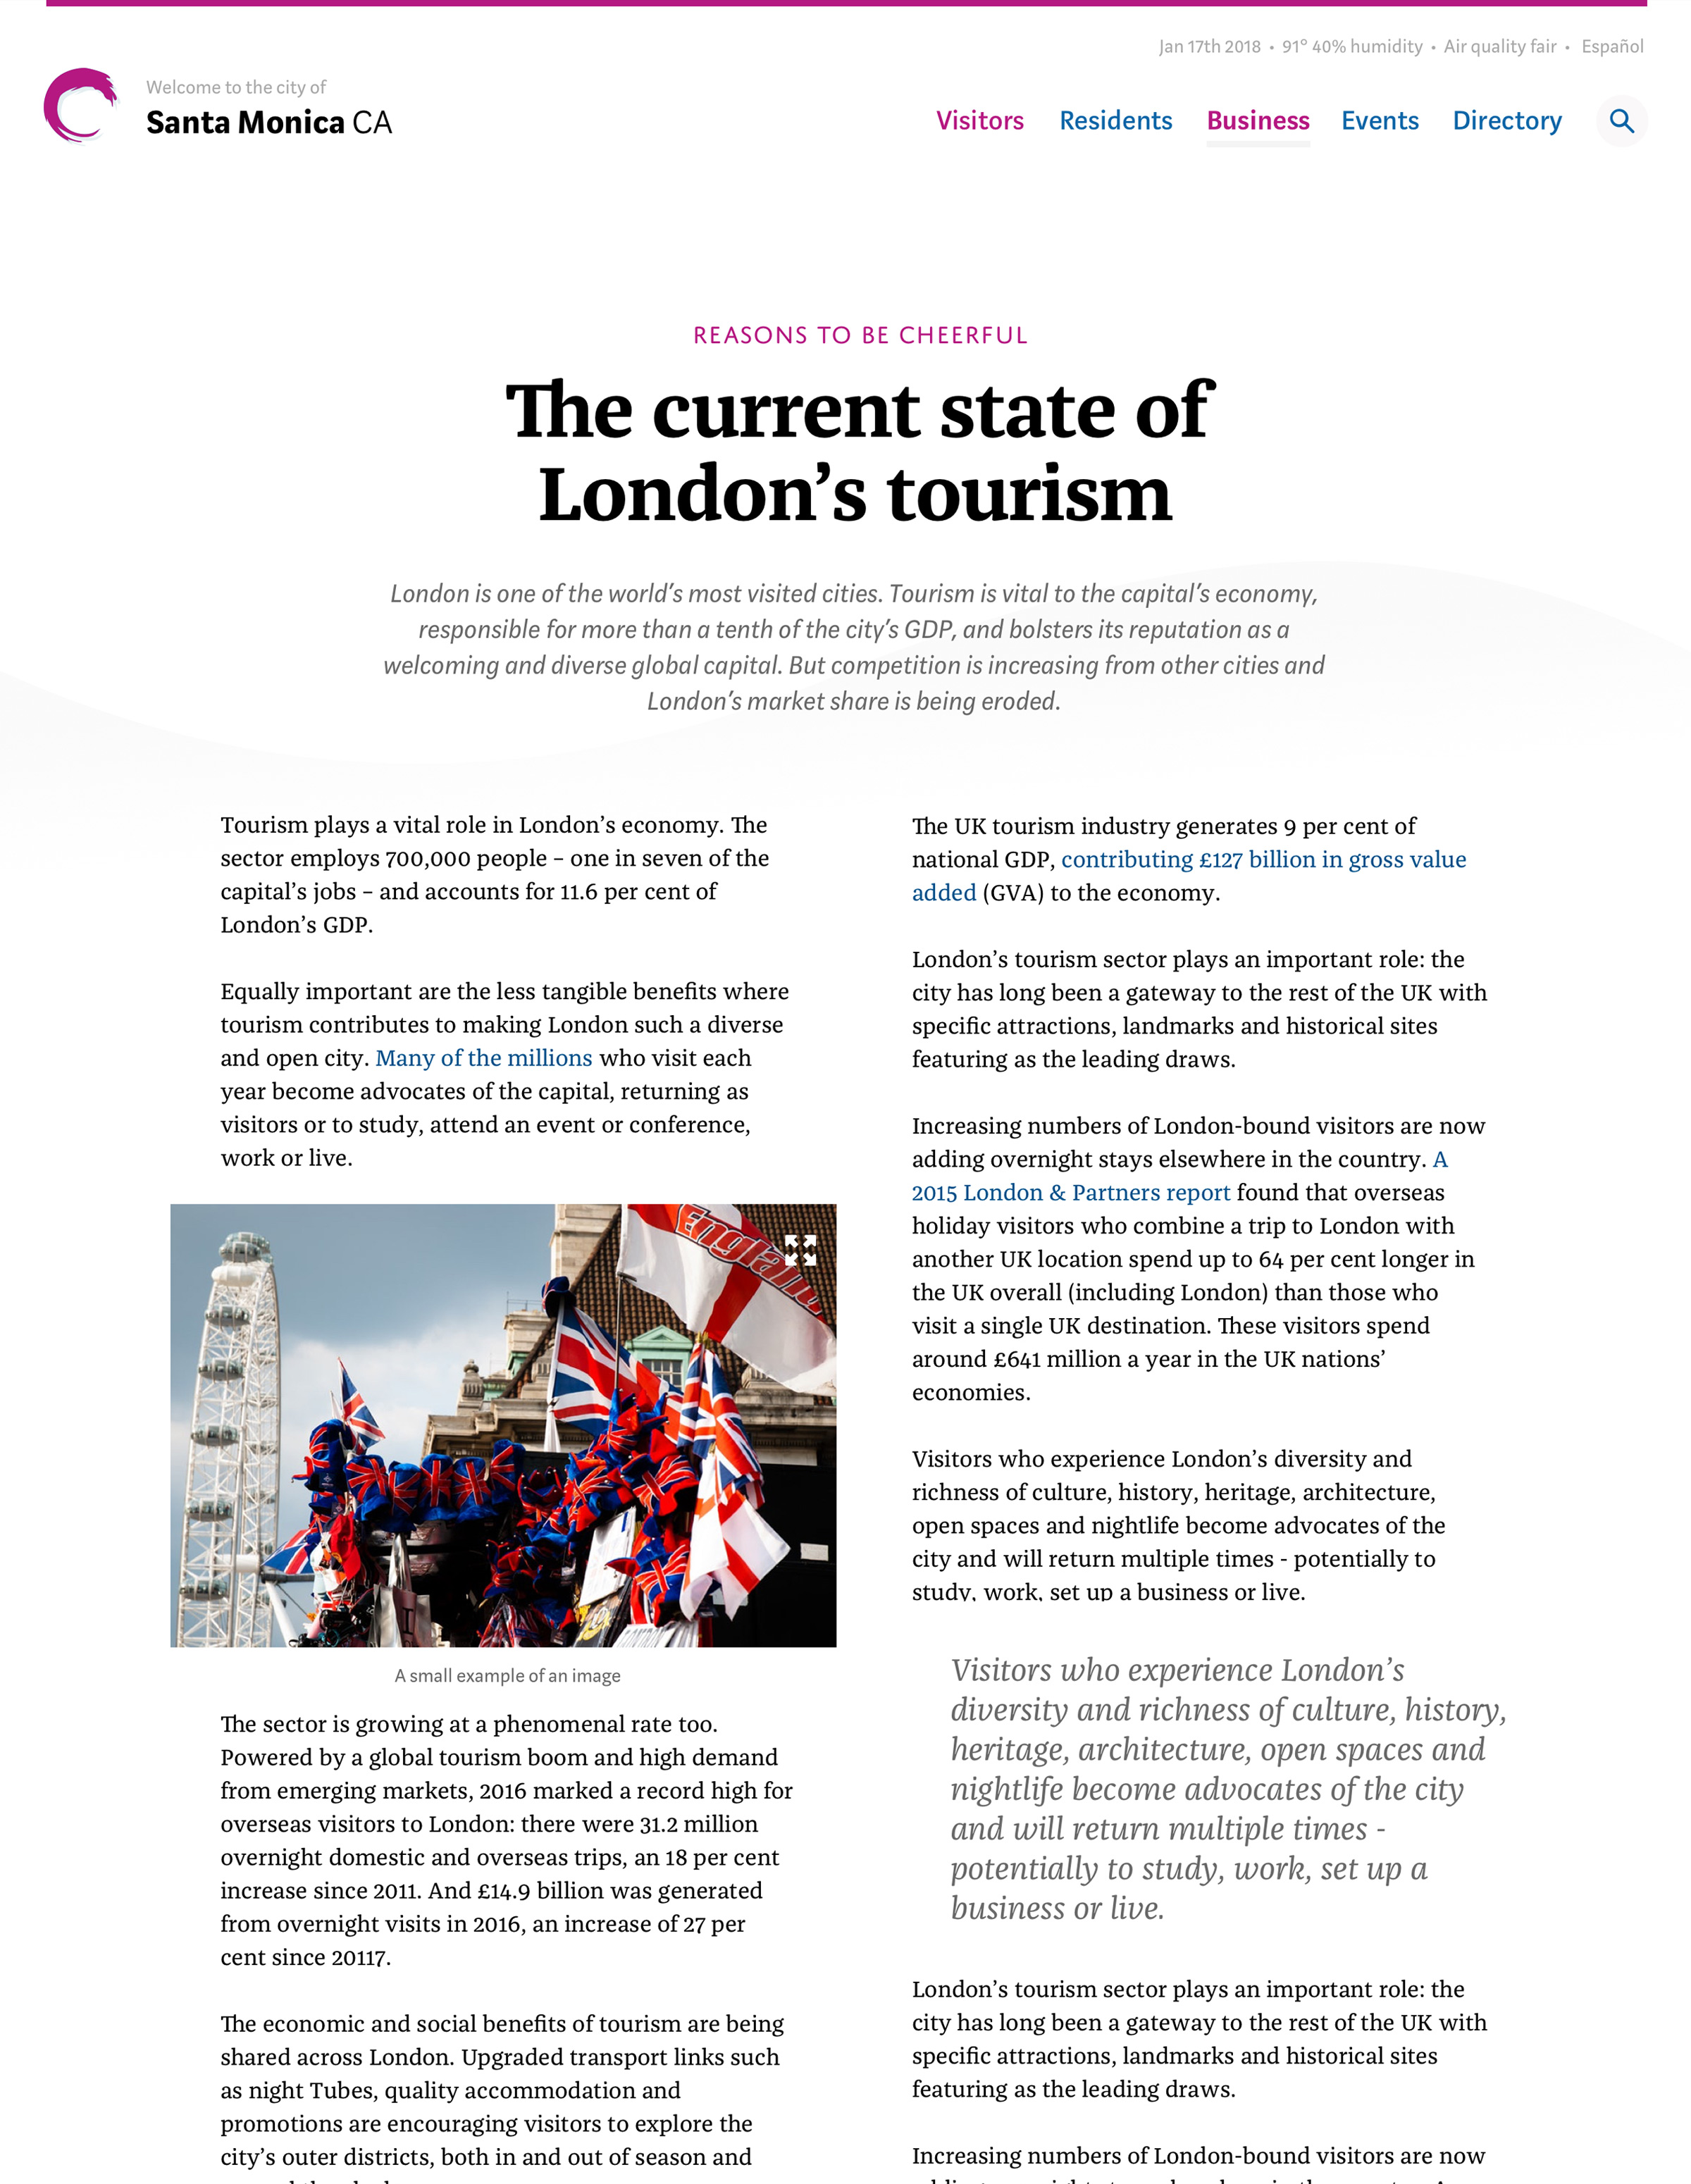 Jan 17th 2018 • 91° 40% humidity • Air quality fair • Español
Welcome to the city of
Santa Monica CA
Visitors Residents Business Events Directory
REASONS TO BE CHEERFUL
The current state of
London’s tourism
London is one of the world’s most visited cities. Tourism is vital to the capital’s economy,
responsible for more than a tenth of the city’s GDP, and bolsters its reputation as a
welcoming and diverse global capital. But competition is increasing from other cities and
London’s market share is being eroded.
Tourism plays a vital role in London’s economy. The
sector employs 700,000 people – one in seven of the
capital’s jobs – and accounts for 11.6 per cent of
London’s GDP.
Equally important are the less tangible benefits where
tourism contributes to making London such a diverse
and open city. Many of the millions who visit each
year become advocates of the capital, returning as
visitors or to study, attend an event or conference,
work or live.
England
A small example of an image
The sector is growing at a phenomenal rate too.
Powered by a global tourism boom and high demand
from emerging markets, 2016 marked a record high for
overseas visitors to London: there were 31.2 million
overnight domestic and overseas trips, an 18 per cent
increase since 2011. And £14.9 billion was generated
from overnight visits in 2016, an increase of 27 per
cent since 20117.
The economic and social benefits of tourism are being
shared across London. Upgraded transport links such
as night Tubes, quality accommodation and
promotions are encouraging visitors to explore the
city’s outer districts, both in and out of season and
The UK tourism industry generates 9 per cent of
national GDP, contributing £127 billion in gross value
added (GVA) to the economy.
London’s tourism sector plays an important role: the
city has long been a gateway to the rest of the UK with
specific attractions, landmarks and historical sites
featuring as the leading draws.
Increasing numbers of London-bound visitors are now
adding overnight stays elsewhere in the country. A
2015 London & Partners report found that overseas
holiday visitors who combine a trip to London with
another UK location spend up to 64 per cent longer in
the UK overall (including London) than those who
visit a single UK destination. These visitors spend
around £641 million a year in the UK nations’
economies.
Visitors who experience London’s diversity and
richness of culture, history, heritage, architecture,
open spaces and nightlife become advocates of the
city and will return multiple times - potentially to
study, work, set up a business or live.
Visitors who experience London’s
diversity and richness of culture, history,
heritage, architecture, open spaces and
nightlife become advocates of the city
and will return multiple times -
potentially to study, work, set up a
business or live.
London’s tourism sector plays an important role: the
city has long been a gateway to the rest of the UK with
specific attractions, landmarks and historical sites
featuring as the leading draws.
Increasing numbers of London-bound visitors are now